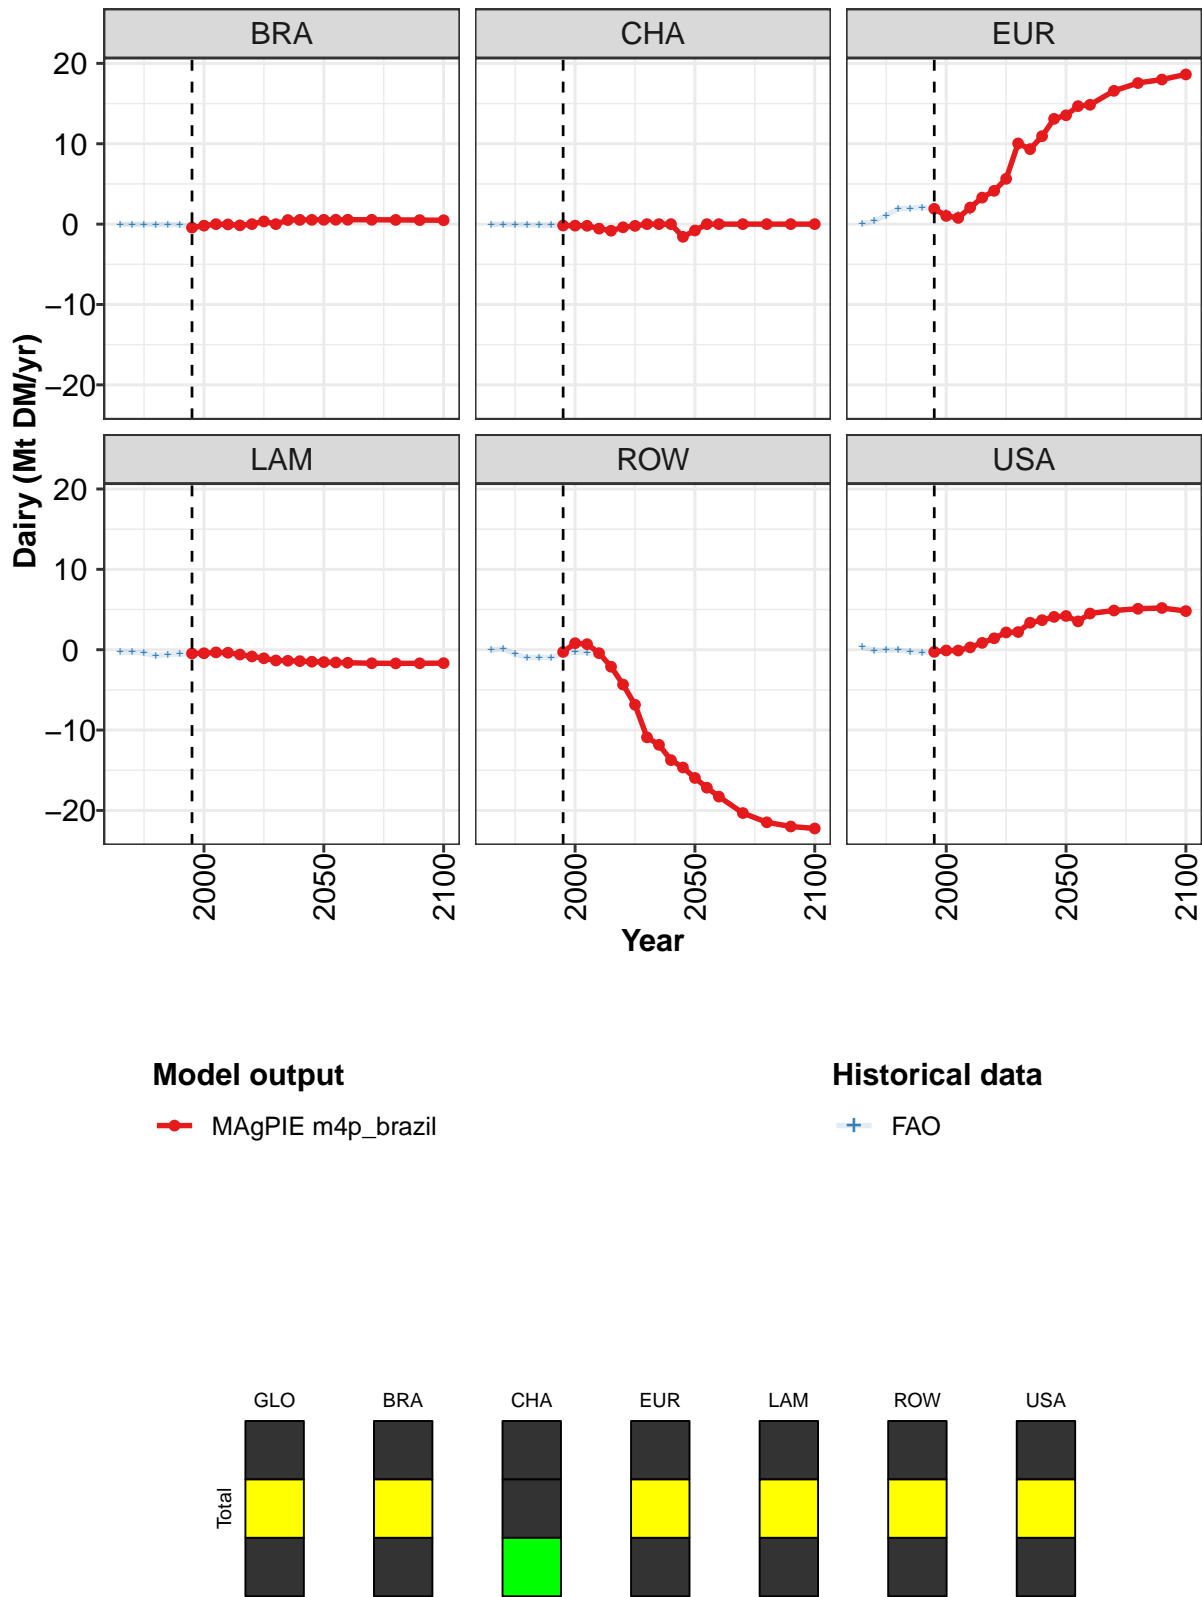 BRA CHA EUR
20
10
0
−10
−20
Dairy (Mt DM/yr)
LAM ROW USA
20
10
0
−10
−20
2000 2050 2100 2000 2050 2100 2000 2050 2100
Year
Model output Historical data
MAgPIE m4p_brazil FAO
GLO BRA CHA EUR LAM ROW USA
Total